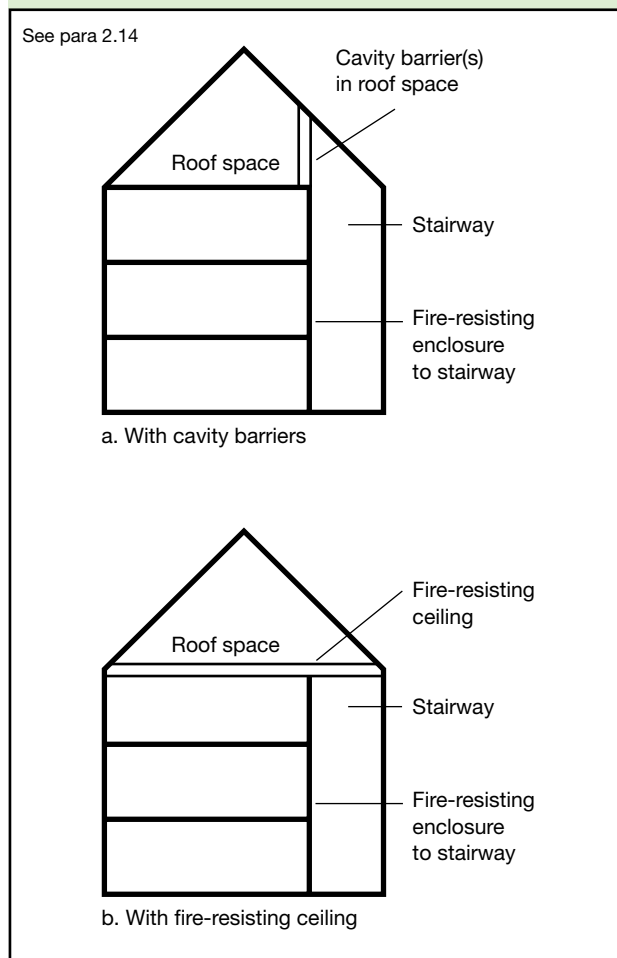 See para 2.14
Cavity barrier(s)
in roof space
Roof space
Stairway
Fire-resisting
enclosure
to stairway
a. With cavity barriers
Fire-resisting
ceiling
Roof space
Stairway
Fire-resisting
enclosure
to stairway
b. With fire-resisting ceiling